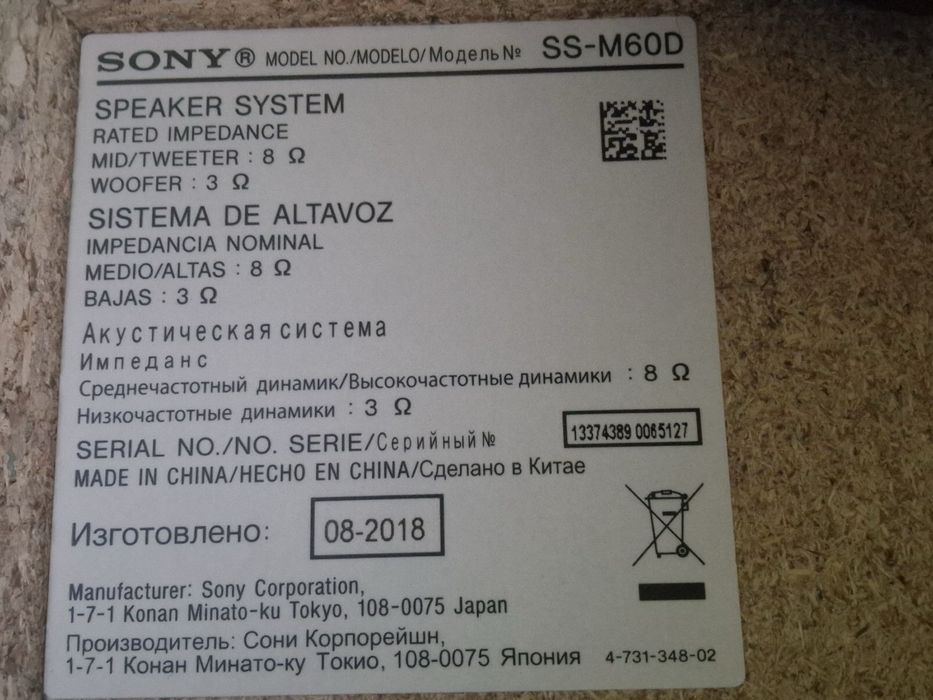 SONY® MODEL NO./MODELO/Модель№ SS-M60D
SPEAKER SYSTEM
RATED IMPEDANCE
MID/TWEETER : 8 Ω
WOOFER : 3 Ω
SISTEMA DE ALTAVOZ
IMPEDANCIA NOMINAL
MEDIO/ALTAS : 8 Ω
BAJAS : 3 Ω
Акустическая система
Импеданс
Среднечастотный динамик/Высокочастотные динамики : 8 Ω
Низкочастотные динамики : 3 Ω
SERIAL NO./NO. SERIE/Серийный№ 13374389 0065127
MADE IN CHINA/HECHO EN CHINA/Сделано в Китае
Изготовлено: 08-2018
Manufacturer: Sony Corporation,
1-7-1 Konan Minato-ku Tokyo, 108-0075 Japan
Производитель: Сони Корпорейшн,
1-7-1 Конан Минато-ку Токио, 108-0075 Япония 4-731-348-02